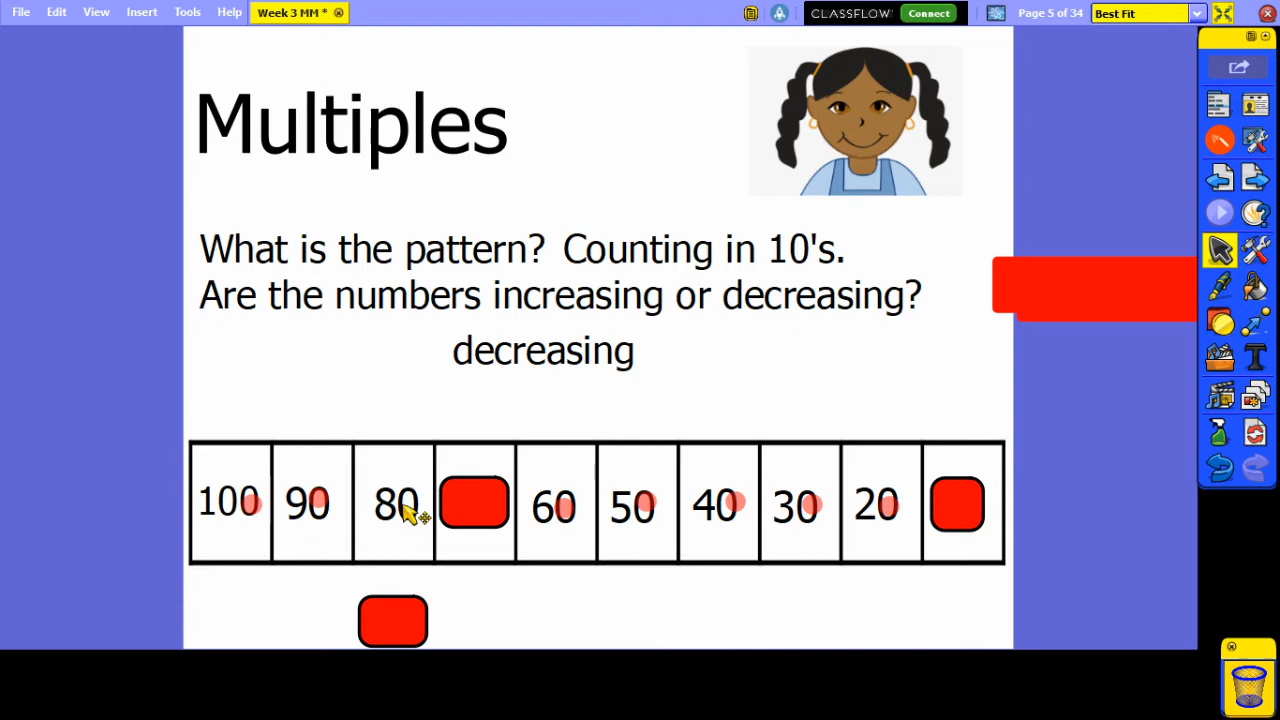 File Edit View Insert Tools Help Week 3 MM * CLASSFLOW Connect Page 5 of 34 Best Fit
Multiples
What is the pattern? Counting in 10's.
Are the numbers increasing or decreasing?
decreasing
100 90 80 60 50 40 30 20